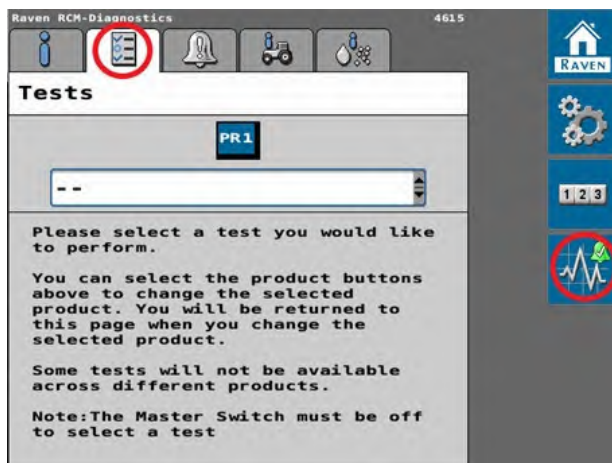 Raven RCM-Diagnostics 4615
RAVEN
Tests
PR1
1 2 3
--
Please select a test you would like
to perform.
You can select the product buttons
above to change the selected
product. You will be returned to
this page when you change the
selected product.
Some tests will not be available
across different products.
Note:The Master Switch must be off
to select a test